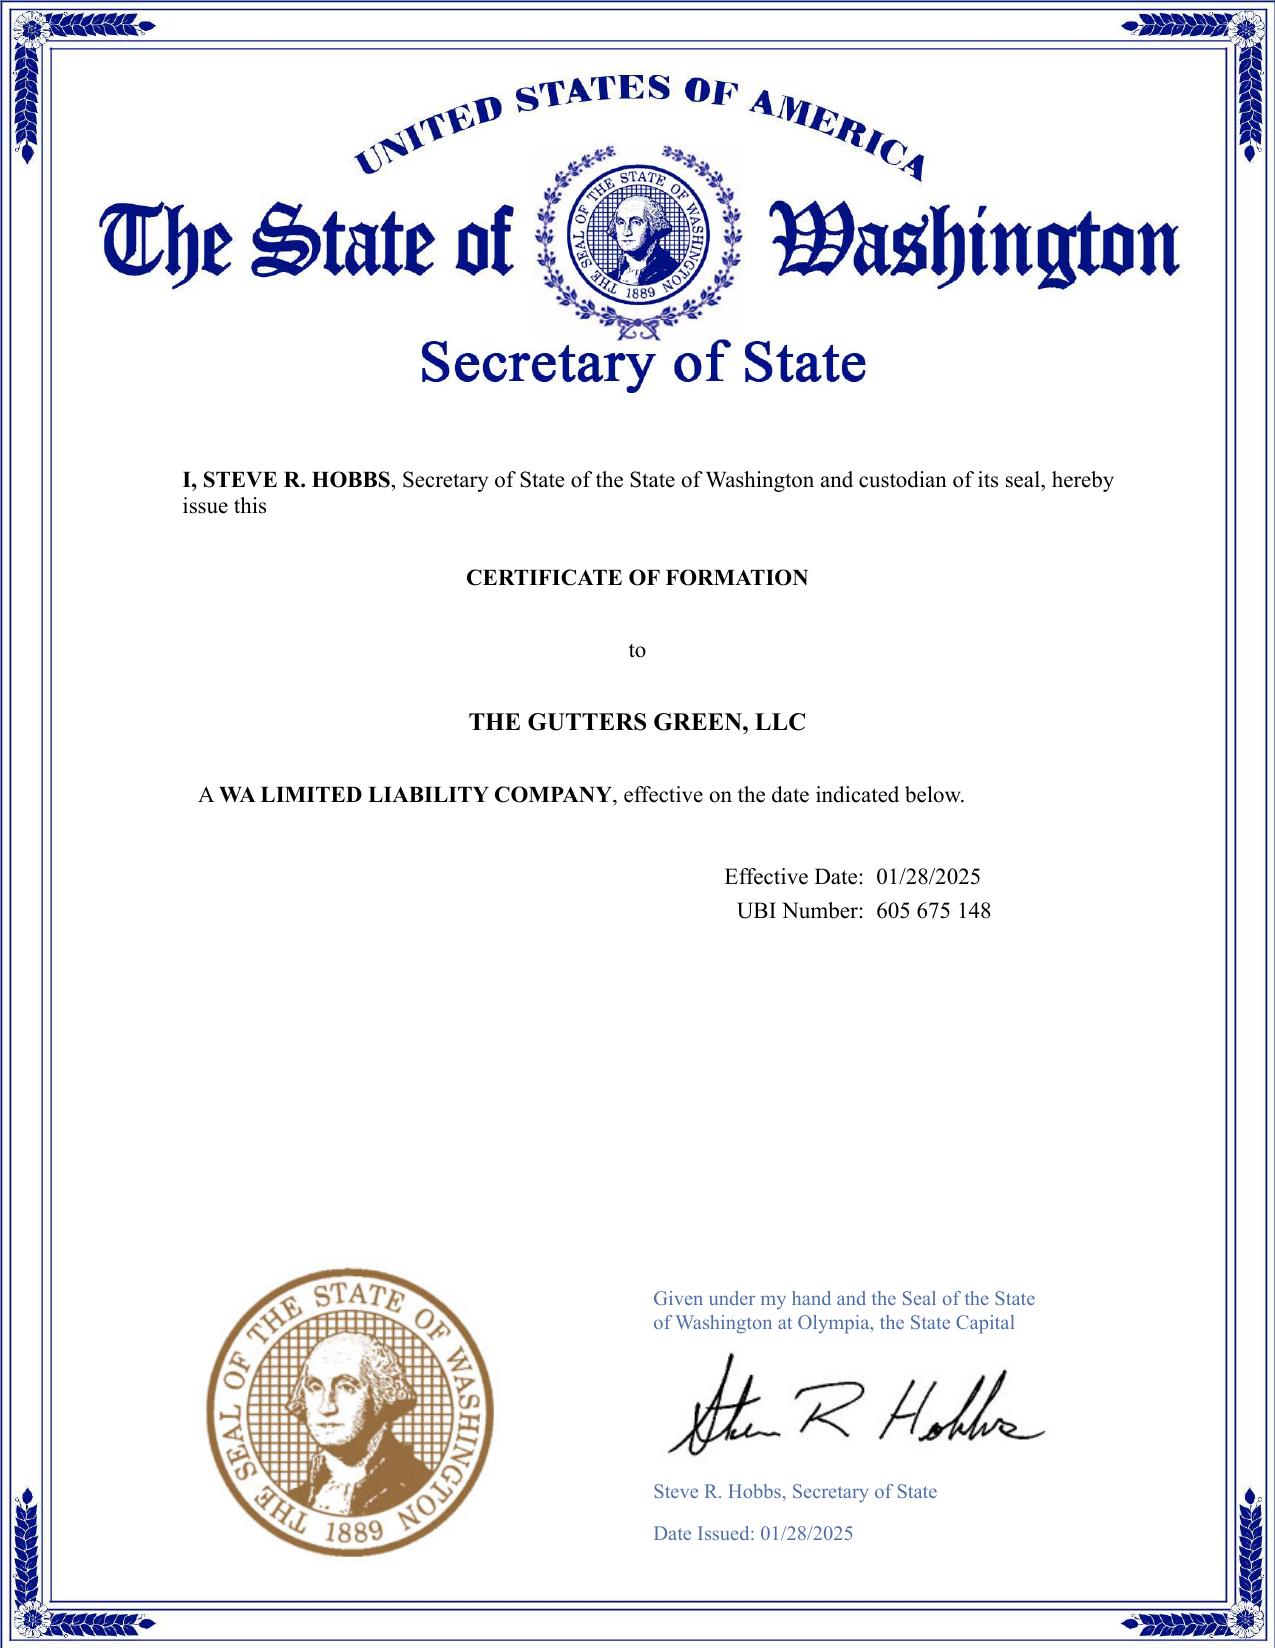 UNITED STATES OF AMERICA
The State of Washington
THE SEAL OF THE STATE OF WASHINGTON
1889
Secretary of State
I, STEVE R. HOBBS, Secretary of State of the State of Washington and custodian of its seal, hereby
issue this
CERTIFICATE OF FORMATION
to
THE GUTTERS GREEN, LLC
A WA LIMITED LIABILITY COMPANY, effective on the date indicated below.
Effective Date: 01/28/2025
UBI Number: 605 675 148
THE SEAL OF THE STATE OF WASHINGTON
1889
Given under my hand and the Seal of the State
of Washington at Olympia, the State Capital
Steve R Hobbs
Steve R. Hobbs, Secretary of State
Date Issued: 01/28/2025